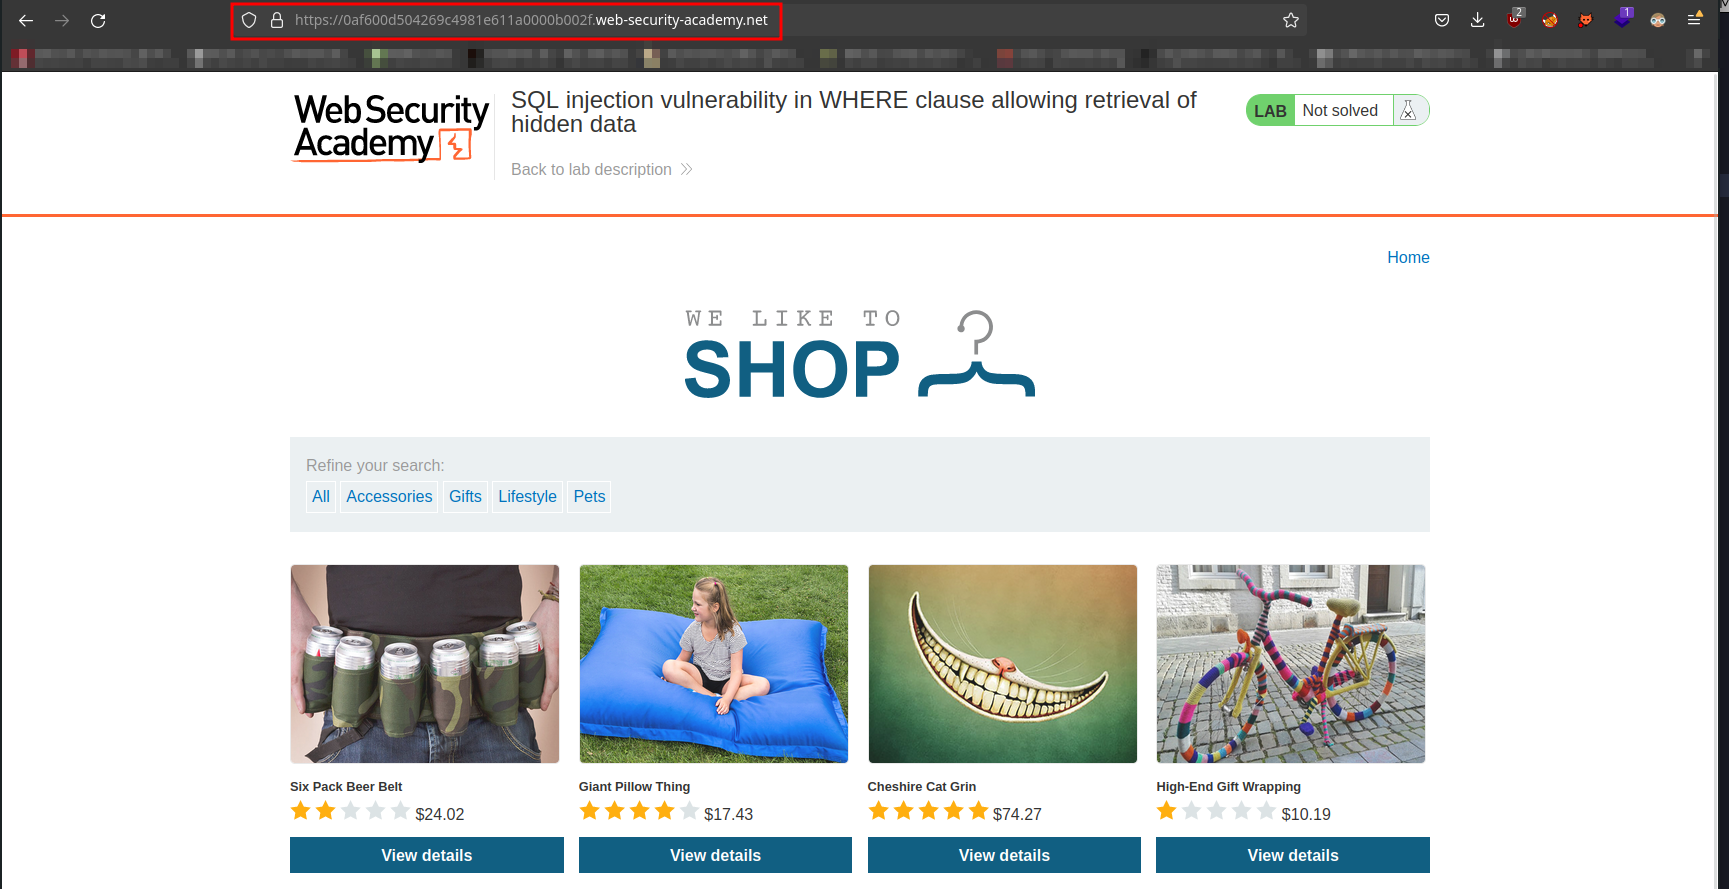 https://0af600d504269c4981e611a0000b002f.web-security-academy.net
2
1
WebSecurity
Academy
SQL injection vulnerability in WHERE clause allowing retrieval of
hidden data
Back to lab description
LAB Not solved
Home
WE LIKE TO
SHOP
Refine your search:
All Accessories Gifts Lifestyle Pets
Six Pack Beer Belt
$24.02
View details
Giant Pillow Thing
$17.43
View details
Cheshire Cat Grin
$74.27
View details
High-End Gift Wrapping
$10.19
View details